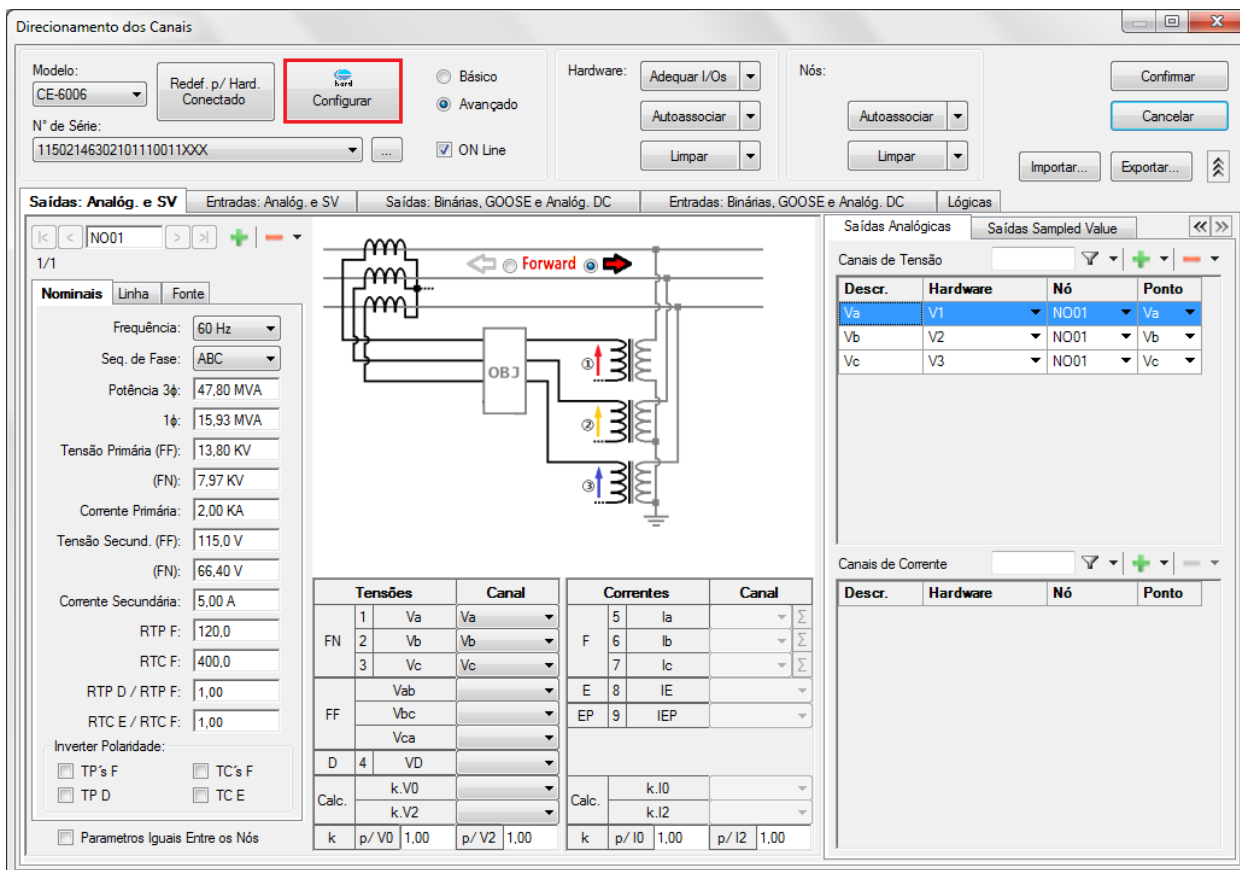 Direcionamento dos Canais
Modelo:
CE-6006
Redef. p/ Hard.
Conectado
hard
Configurar
Básico
Avançado
ON Line
N° de Série:
11502146302101110011XXX
...
Hardware:
Adequar I/Os
Autoassociar
Limpar
Nós:
Autoassociar
Limpar
Confirmar
Cancelar
Importar...
Exportar...
Saídas: Analóg. e SV
Entradas: Analóg. e SV
Saídas: Binárias, GOOSE e Analóg. DC
Entradas: Binárias, GOOSE e Analóg. DC
Lógicas
|< < NO01 > >|
1/1
Nominais Linha Fonte
Frequência: 60 Hz
Seq. de Fase: ABC
Potência 3ϕ: 47,80 MVA
1ϕ: 15,93 MVA
Tensão Primária (FF): 13,80 KV
(FN): 7,97 KV
Corrente Primária: 2,00 KA
Tensão Secund. (FF): 115,0 V
(FN): 66,40 V
Corrente Secundária: 5,00 A
RTP F: 120,0
RTC F: 400,0
RTP D / RTP F: 1,00
RTC E / RTC F: 1,00
Inverter Polaridade:
TP´s F TC´s F
TP D TC E
Parametros Iguais Entre os Nós
Forward
OBJ
①
②
③
Tensões Canal
FN
1 Va Va
2 Vb Vb
3 Vc Vc
FF
Vab
Vbc
Vca
D 4 VD
Calc.
k.V0
k.V2
k p/ V0 1,00 p/ V2 1,00
Correntes Canal
F
5 Ia Σ
6 Ib Σ
7 Ic Σ
E 8 IE
EP 9 IEP
Calc.
k.I0
k.I2
k p/ I0 1,00 p/ I2 1,00
Saídas Analógicas Saídas Sampled Value
Canais de Tensão
Descr. Hardware Nó Ponto
Va V1 NO01 Va
Vb V2 NO01 Vb
Vc V3 NO01 Vc
Canais de Corrente
Descr. Hardware Nó Ponto